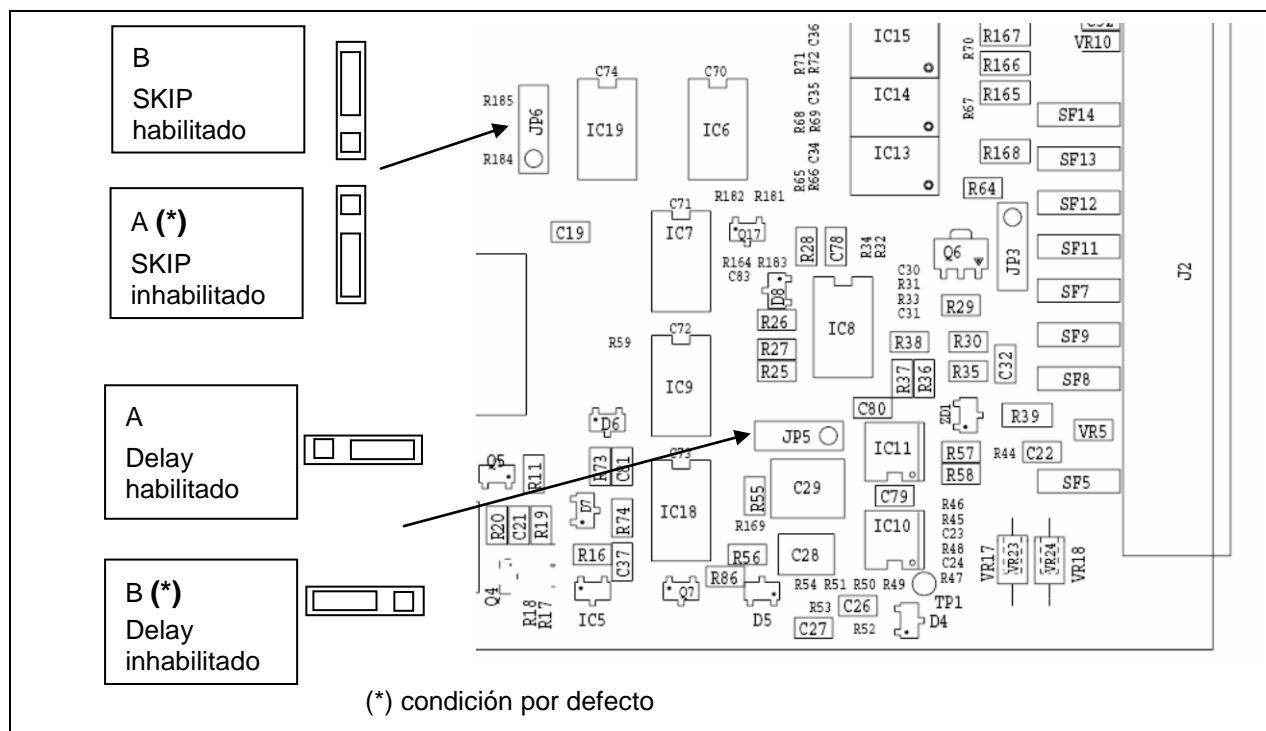 B
SKIP
habilitado
A (*)
SKIP
inhabilitado
A
Delay
habilitado
B (*)
Delay
inhabilitado
(*) condición por defecto
R185
R184
JP6
C74
IC19
C70
IC6
R71
R72
C36
IC15
R70
R167
VR10
R166
R165
R67
R68
R69
C35
IC14
SF14
R65
R66
C34
IC13
R168
SF13
R64
SF12
R182
R181
C19
C71
IC7
Q17
R28
C78
R34
R32
Q6
JP3
SF11
J2
R164
R183
C83
D8
C30
R31
R33
C31
R29
SF7
R26
IC8
R59
C72
R27
R38
R30
C32
SF9
R25
IC9
R37
R36
R35
SF8
D6
C80
ZD1
R39
VR5
JP5
IC11
Q5
R11
R73
C81
C73
R57
R44
C22
R58
C29
R55
C79
SF5
D7
R20
C21
R19
R74
IC18
R169
IC10
R46
R45
C23
R48
C24
R47
VR17
VR23
VR24
VR18
R16
C37
R56
C28
R86
Q4
R18
R17
IC5
Q7
D5
R54
R51
R50
R49
TP1
R53
C26
D4
C27
R52